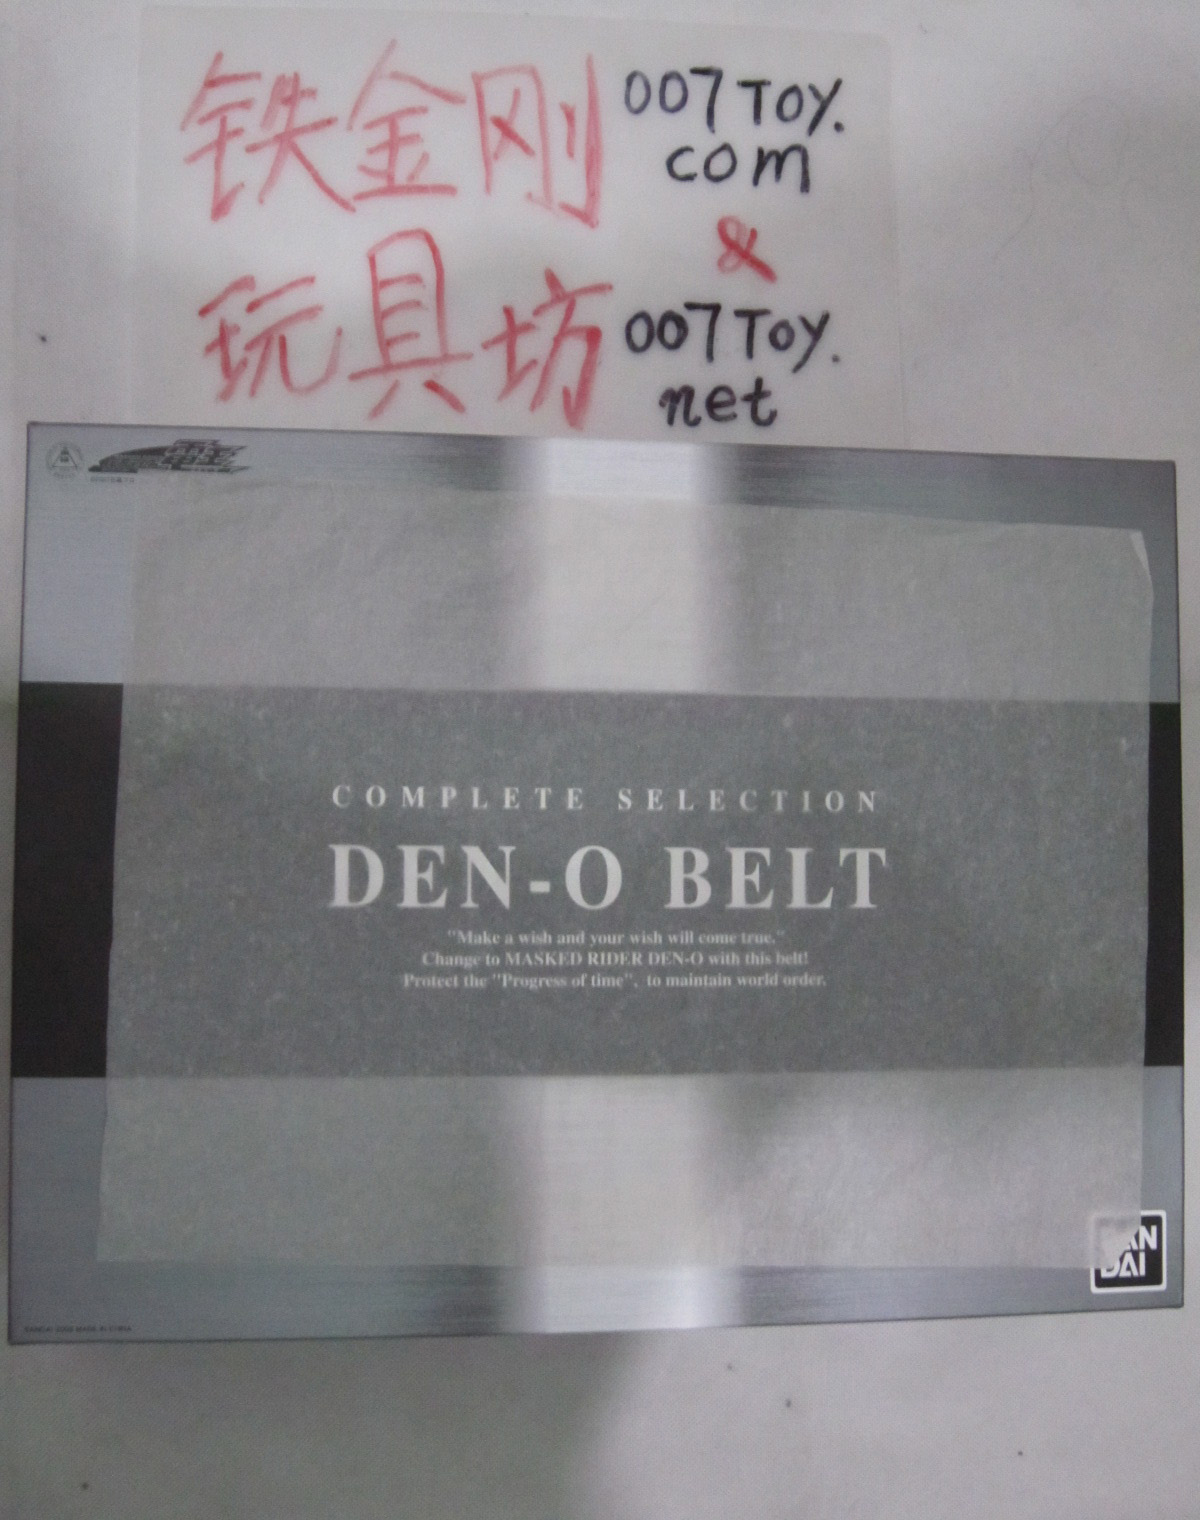 铁金刚
007TOY.
com
&
玩具坊
007TOY.
net
COMPLETE SELECTION
DEN-O BELT
"Make a wish and your wish will come true."
Change to MASKED RIDER DEN-O with this belt!
Protect the "Progress of time", to maintain world order.
BAN
DAI